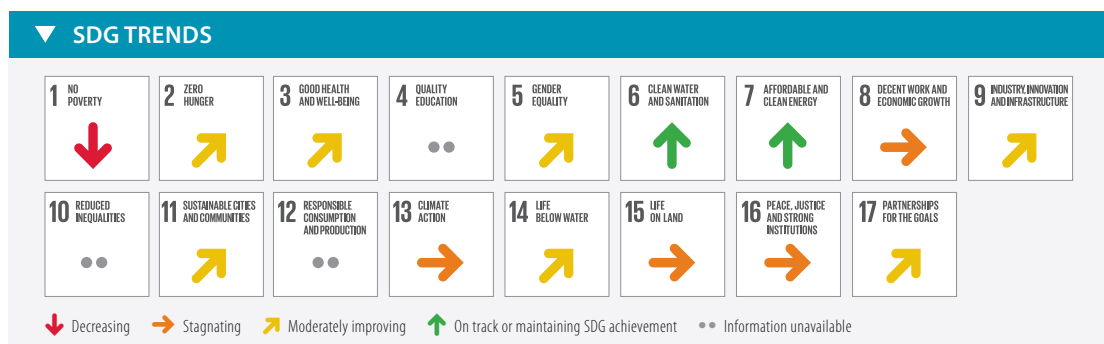 SDG TRENDS
1 NO
POVERTY
2 ZERO
HUNGER
3 GOOD HEALTH
AND WELL-BEING
4 QUALITY
EDUCATION
5 GENDER
EQUALITY
6 CLEAN WATER
AND SANITATION
7 AFFORDABLE AND
CLEAN ENERGY
8 DECENT WORK AND
ECONOMIC GROWTH
9 INDUSTRY, INNOVATION
AND INFRASTRUCTURE
10 REDUCED
INEQUALITIES
11 SUSTAINABLE CITIES
AND COMMUNITIES
12 RESPONSIBLE
CONSUMPTION
AND PRODUCTION
13 CLIMATE
ACTION
14 LIFE
BELOW WATER
15 LIFE
ON LAND
16 PEACE, JUSTICE
AND STRONG
INSTITUTIONS
17 PARTNERSHIPS
FOR THE GOALS
Decreasing
Stagnating
Moderately improving
On track or maintaining SDG achievement
Information unavailable